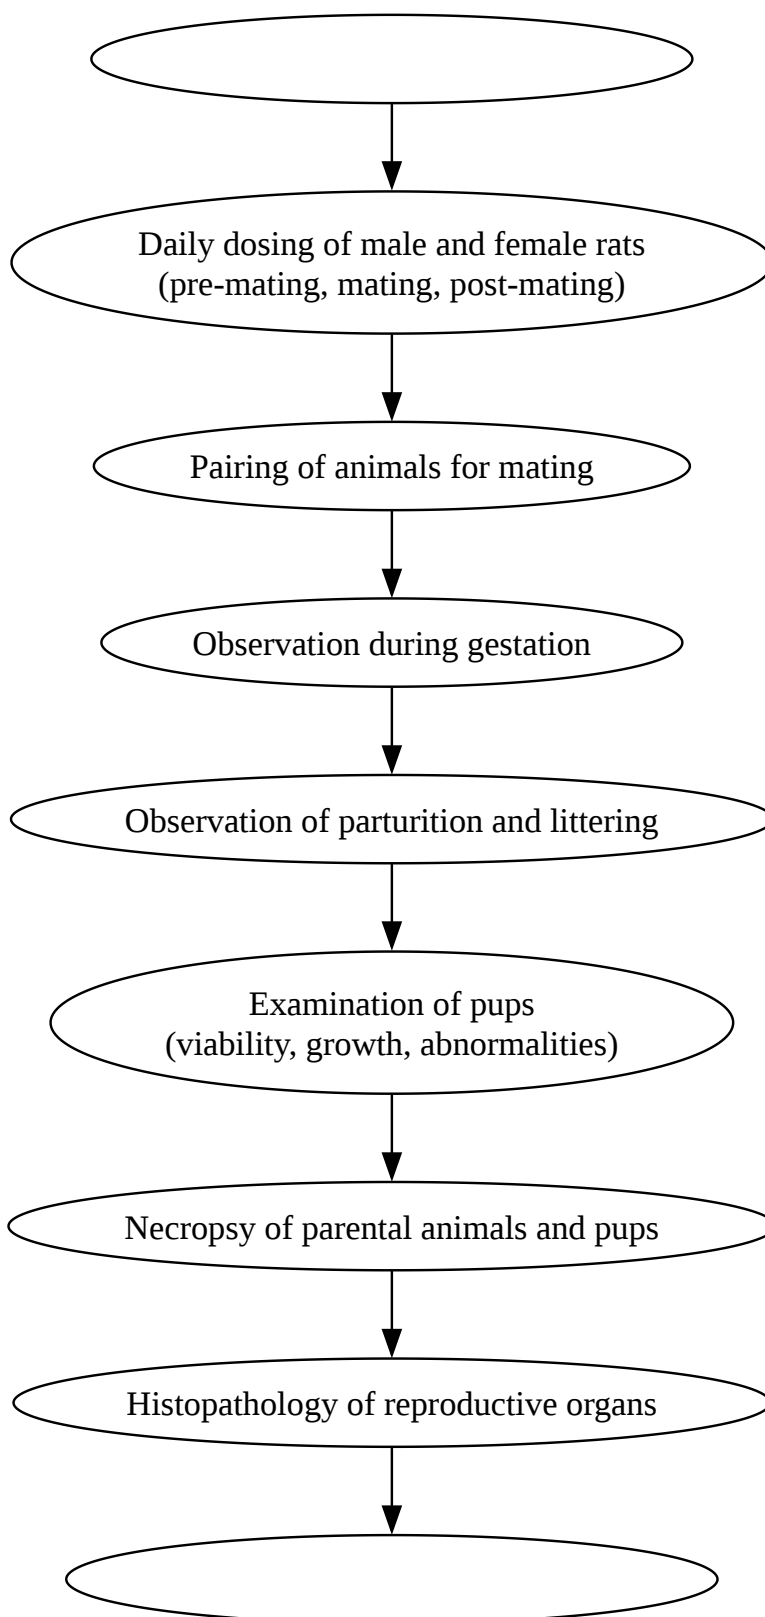 Daily dosing of male and female rats
(pre-mating, mating, post-mating)
Pairing of animals for mating
Observation during gestation
Observation of parturition and littering
Examination of pups
(viability, growth, abnormalities)
Necropsy of parental animals and pups
Histopathology of reproductive organs